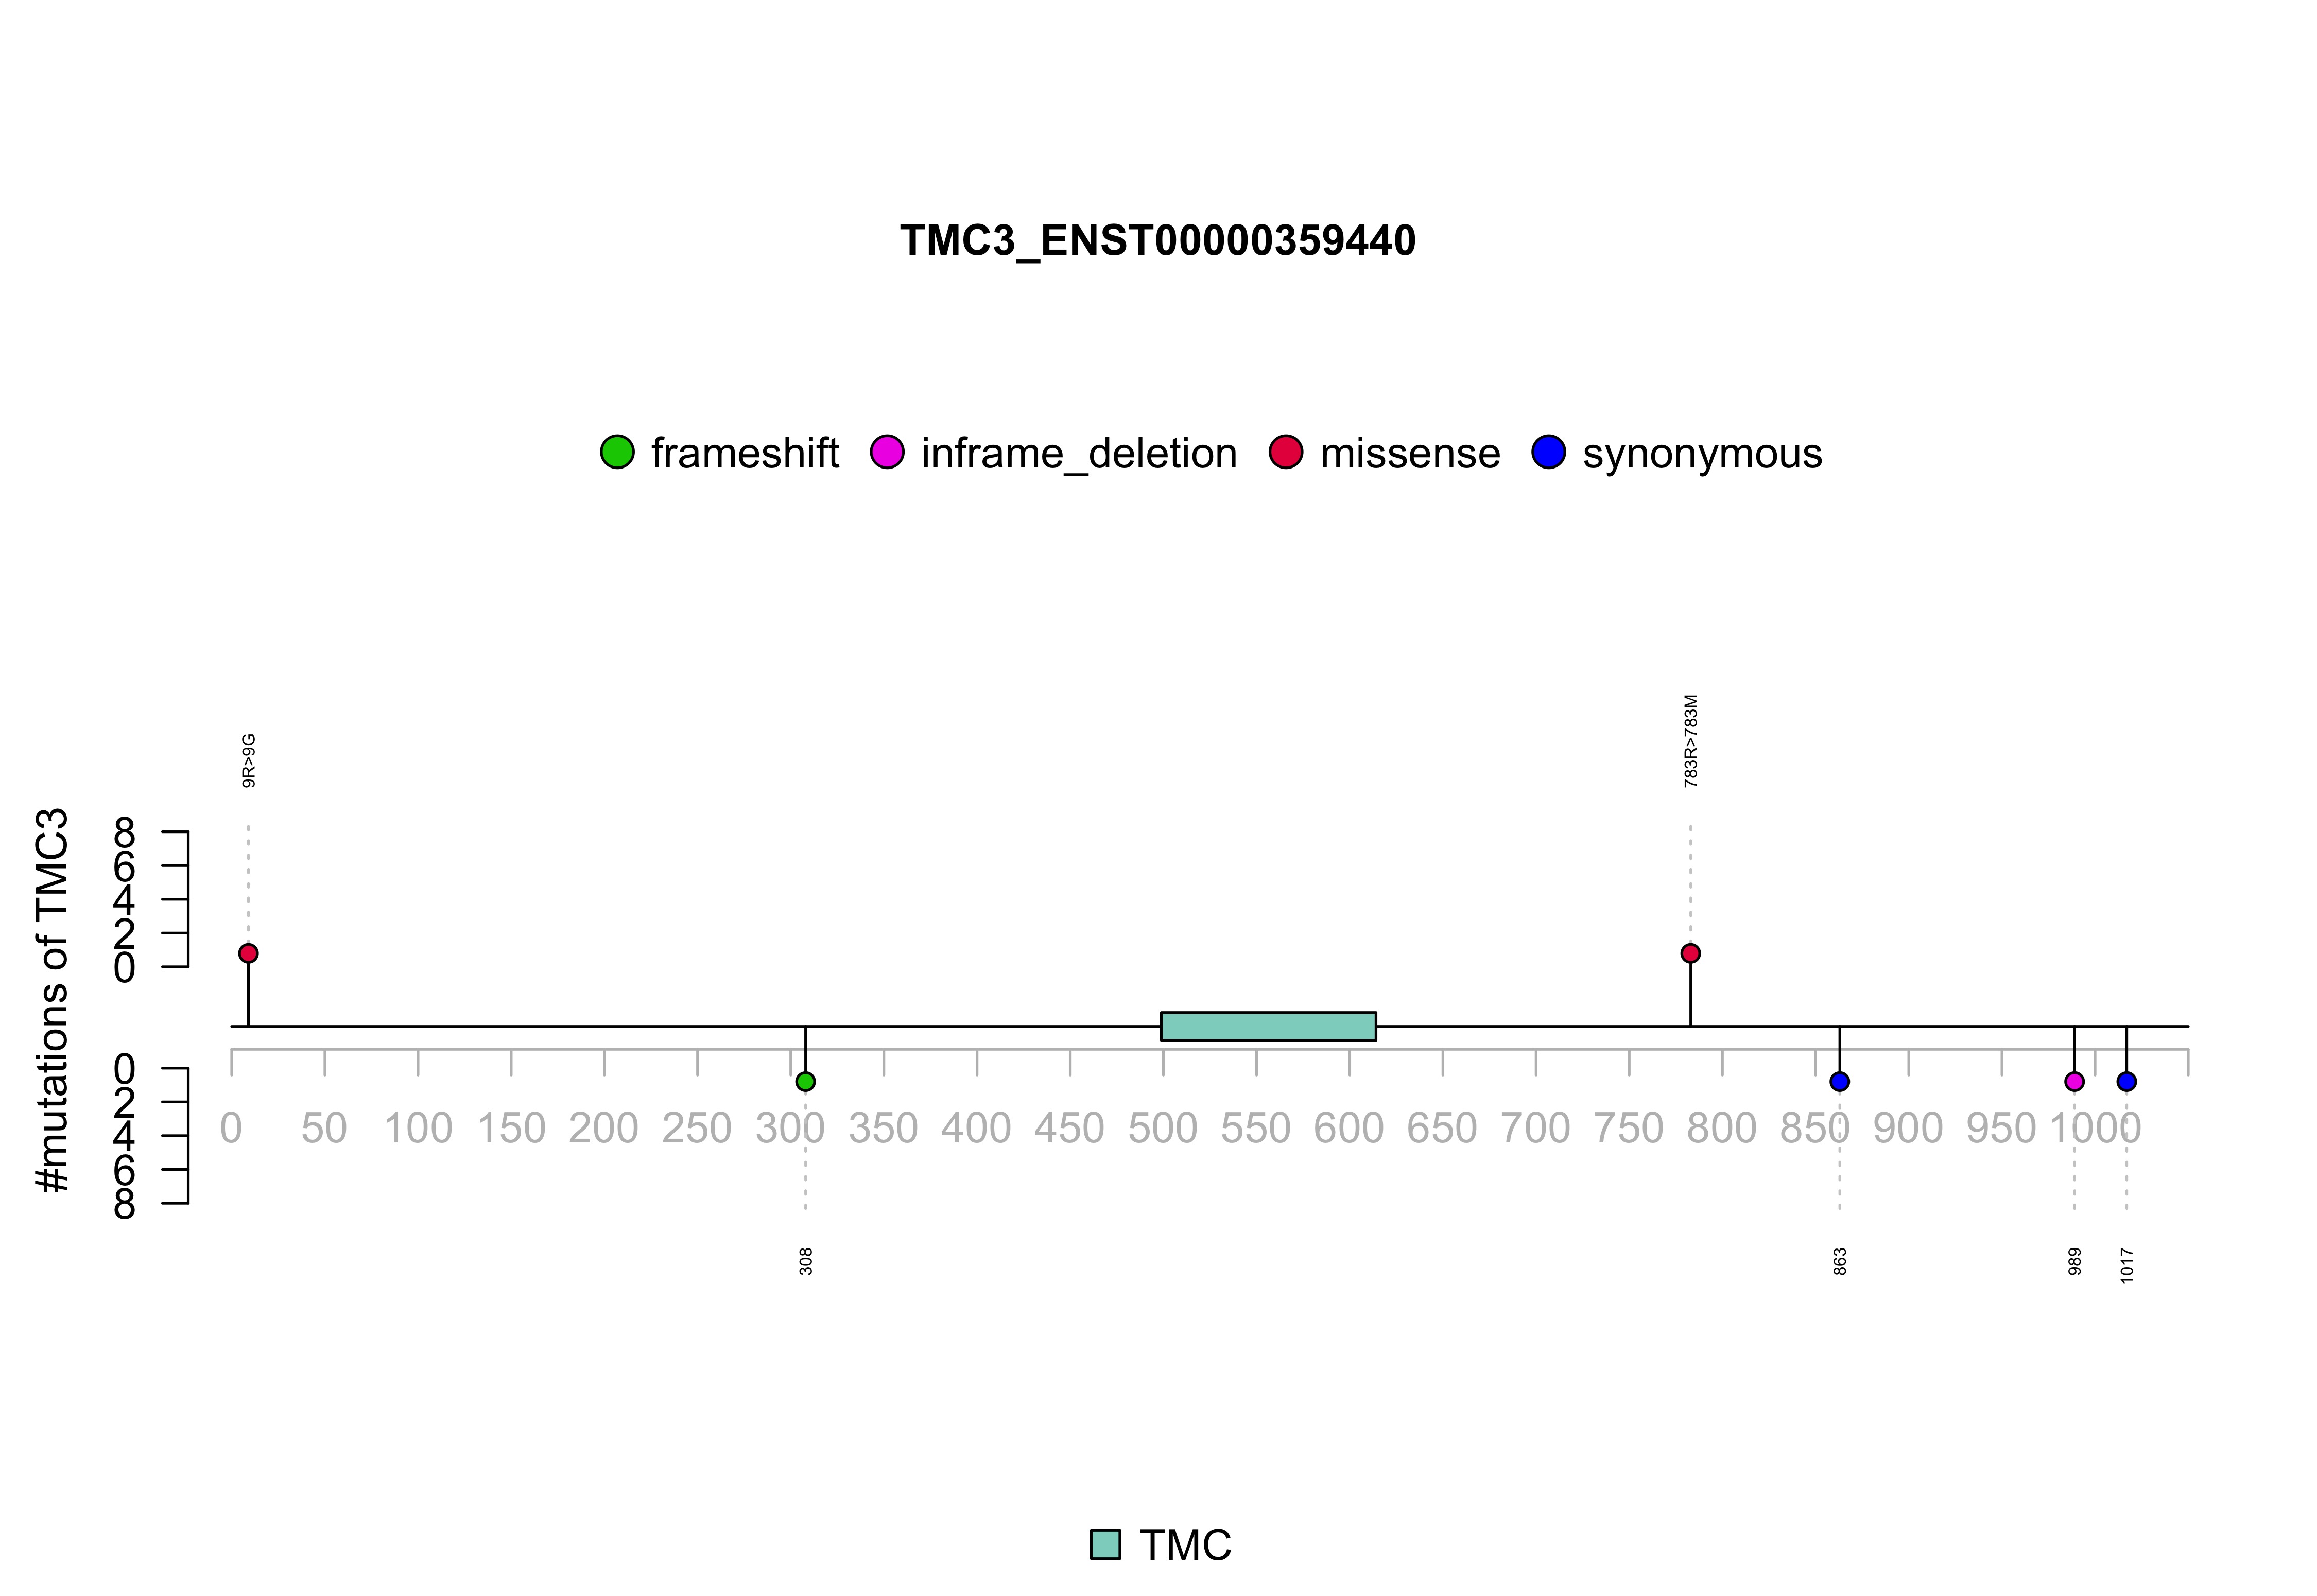 TMC3_ENST00000359440
frameshift inframe_deletion missense synonymous
9R>9G 783R>783M
#mutations of TMC3
8
6
4
2
0
0
2
4
6
8
0 50 100 150 200 250 300 350 400 450 500 550 600 650 700 750 800 850 900 950 1000
308 863 989 1017
TMC